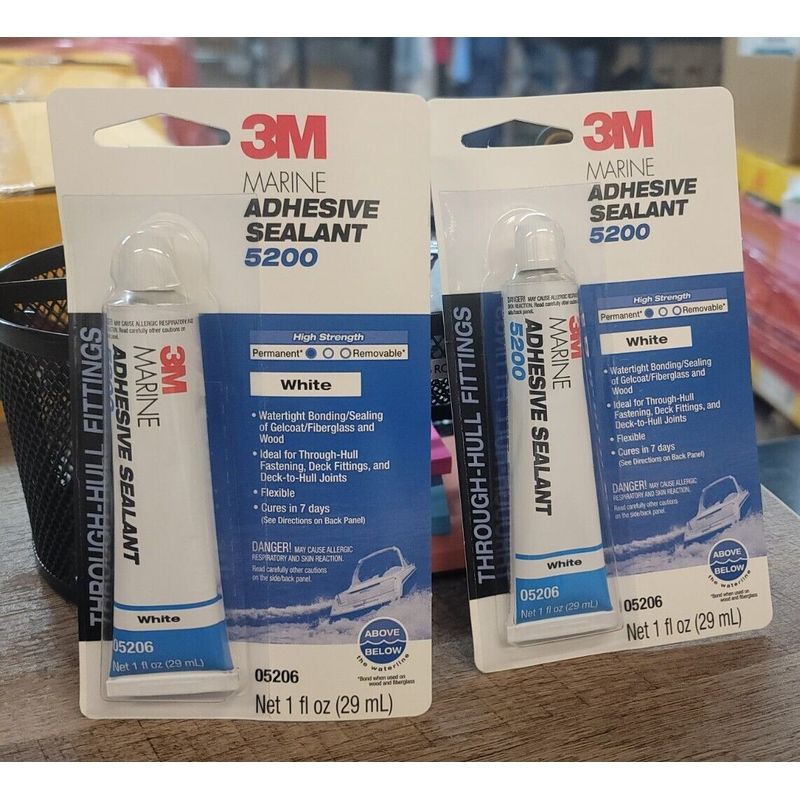 3M
MARINE
ADHESIVE
SEALANT
5200
High Strength
Permanent* Removable*
White
• Watertight Bonding/Sealing
of Gelcoat/Fiberglass and
Wood
• Ideal for Through-Hull
Fastening, Deck Fittings, and
Deck-to-Hull Joints
• Flexible
• Cures in 7 days
(See Directions on Back Panel)
DANGER! MAY CAUSE ALLERGIC
RESPIRATORY AND SKIN REACTION.
Read carefully other cautions
on the side/back panel.
ABOVE
BELOW
the waterline
*Bond when used on
wood and fiberglass
05206
Net 1 fl oz (29 mL)
THROUGH-HULL FITTINGS
3M
MARINE
ADHESIVE SEALANT
White
05206
Net 1 fl oz (29 mL)
3M
MARINE
ADHESIVE
SEALANT
5200
High Strength
Permanent* Removable*
White
• Watertight Bonding/Sealing
of Gelcoat/Fiberglass and
Wood
• Ideal for Through-Hull
Fastening, Deck Fittings, and
Deck-to-Hull Joints
• Flexible
• Cures in 7 days
(See Directions on Back Panel)
DANGER! MAY CAUSE ALLERGIC
RESPIRATORY AND SKIN REACTION.
Read carefully other cautions
on the side/back panel.
ABOVE
BELOW
the waterline
*Bond when used on
wood and fiberglass
05206
Net 1 fl oz (29 mL)
THROUGH-HULL FITTINGS
3M
MARINE
ADHESIVE SEALANT
5200
White
05206
Net 1 fl oz (29 mL)